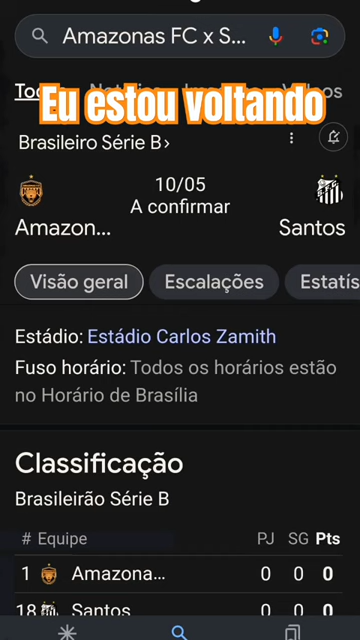 Amazonas FC x S...
Eu estou voltando
Brasileiro Série B ›
10/05
A confirmar
Amazon...
Santos
Visão geral
Escalações
Estatís
Estádio: Estádio Carlos Zamith
Fuso horário: Todos os horários estão
no Horário de Brasília
Classificação
Brasileirão Série B
# Equipe PJ SG Pts
1 Amazona... 0 0 0
18 Santos 0 0 0